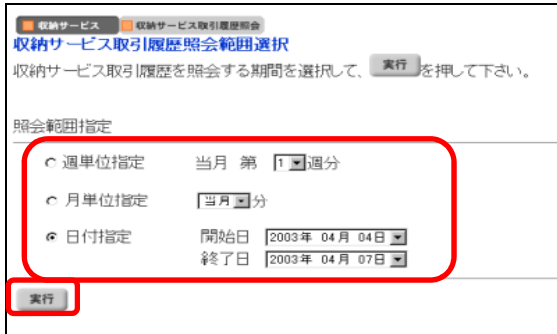 収納サービス 収納サービス取引履歴照会
収納サービス取引履歴照会範囲選択
収納サービス取引履歴を照会する期間を選択して、 実行 を押して下さい。
照会範囲指定
週単位指定 当月 第 1 週分
月単位指定 当月 分
日付指定 開始日 2003年 04月 04日
終了日 2003年 04月 07日
実行